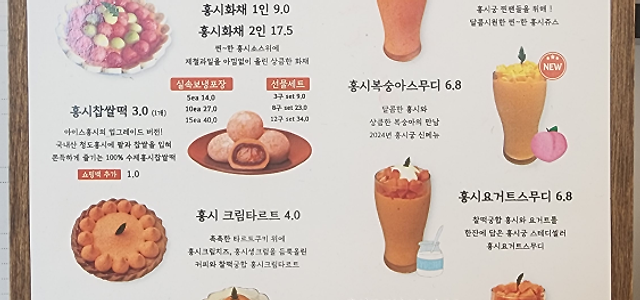 홍시화채 1인 9.0
홍시화채 2인 17.5
찐~한 홍시소스위에
제철과일을 아낌없이 올린 상큼한 화채
실속보냉포장
5ea 14,0
10ea 27,0
15ea 40,0
선물세트
3구 set 9,0
8구 set 23,0
12구 set 34,0
홍시찹쌀떡 3,0 (1개)
아이스홍시의 업그레이드 버전!
국내산 청도홍시에 팥과 찹쌀을 입혀
쫀득하게 즐기는 100% 수제홍시찹쌀떡
쇼핑백 추가 1,0
홍시 크림타르트 4,0
촉촉한 타르트쿠키 위에
홍시크림치즈, 홍시생크림을 듬뿍올린
커피와 찰떡궁합 홍시크림타르트
홍시궁 찐팬들을 위해!
달콤시원한 찐~한 홍시쥬스
홍시복숭아스무디 6,8
달콤한 홍시와
상큼한 복숭아의 만남
2024년 홍시궁 신메뉴
NEW
홍시요거트스무디 6,8
찰떡궁합 홍시와 요거트를
한잔에 담은 홍시궁 스테디셀러
홍시요거트스무디